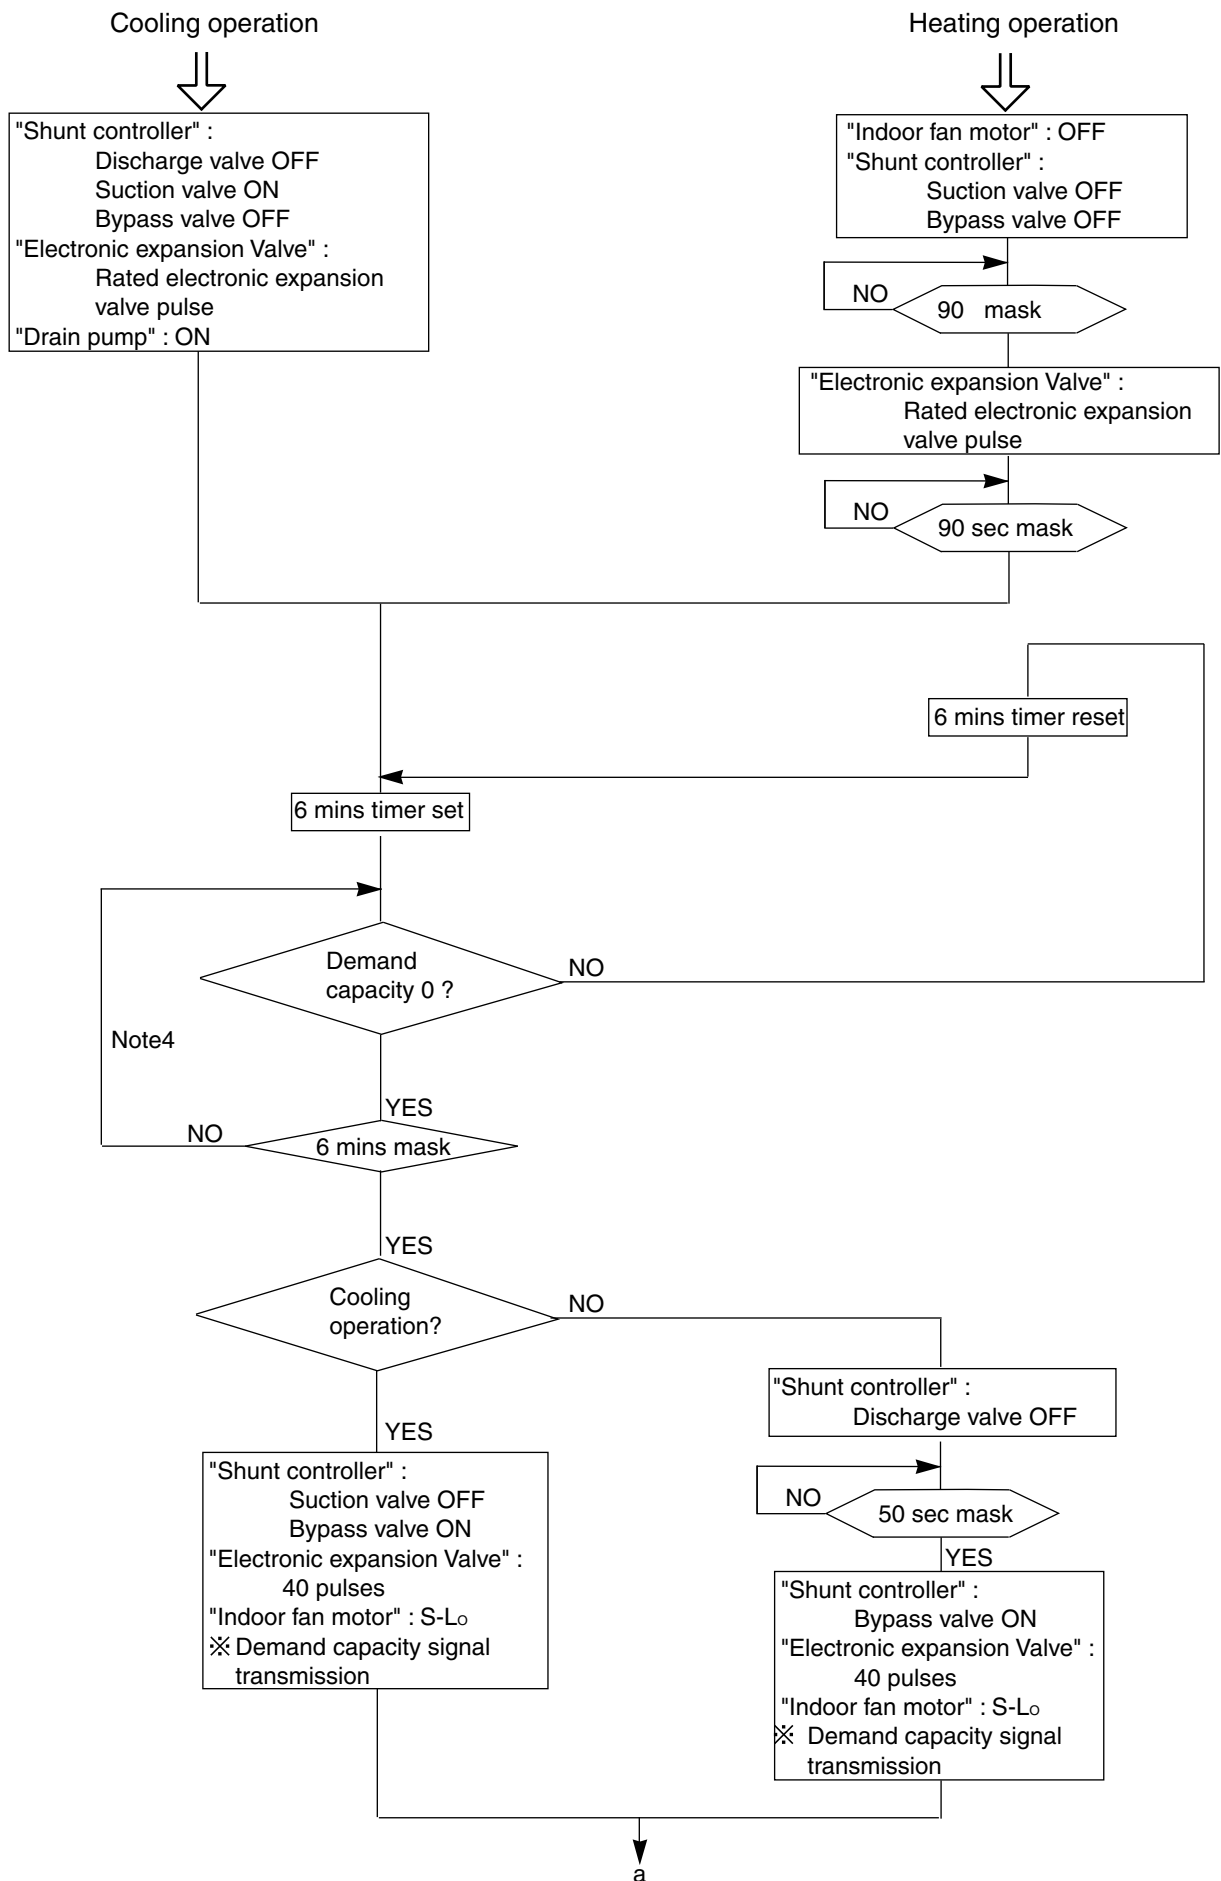 Cooling operation
Heating operation
"Shunt controller" :
Discharge valve OFF
Suction valve ON
Bypass valve OFF
"Electronic expansion Valve" :
Rated electronic expansion
valve pulse
"Drain pump" : ON
"Indoor fan motor" : OFF
"Shunt controller" :
Suction valve OFF
Bypass valve OFF
NO
90 mask
"Electronic expansion Valve" :
Rated electronic expansion
valve pulse
NO
90 sec mask
6 mins timer reset
6 mins timer set
Demand
capacity 0 ?
NO
Note4
YES
NO
6 mins mask
YES
Cooling
operation?
NO
YES
"Shunt controller" :
Discharge valve OFF
NO
50 sec mask
YES
"Shunt controller" :
Suction valve OFF
Bypass valve ON
"Electronic expansion Valve" :
40 pulses
"Indoor fan motor" : S-Lo
※ Demand capacity signal
transmission
"Shunt controller" :
Bypass valve ON
"Electronic expansion Valve" :
40 pulses
"Indoor fan motor" : S-Lo
※ Demand capacity signal
transmission
a